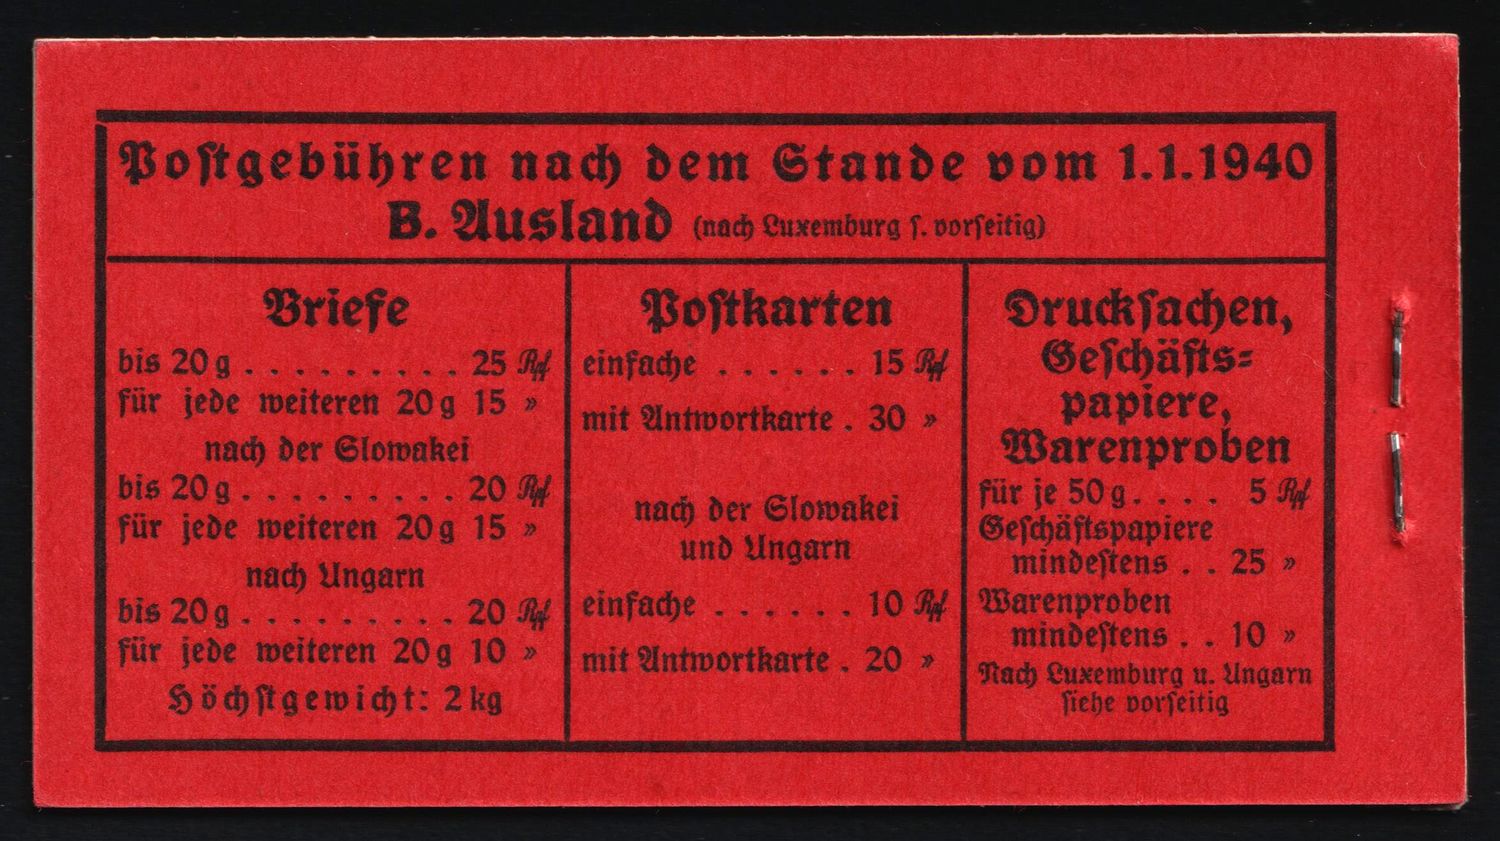 Postgebühren nach dem Stande vom 1.1.1940
B. Ausland (nach Luxemburg s. vorseitig)
Briefe
bis 20 g . . . . . . . . . 25 Rpf
für jede weiteren 20 g 15 »
nach der Slowakei
bis 20 g . . . . . . . . . 20 Rpf
für jede weiteren 20 g 15 »
nach Ungarn
bis 20 g . . . . . . . . . 20 Rpf
für jede weiteren 20 g 10 »
Höchstgewicht: 2 kg
Postkarten
einfache . . . . . . 15 Rpf
mit Antwortkarte . 30 »
nach der Slowakei
und Ungarn
einfache . . . . . . 10 Rpf
mit Antwortkarte . 20 »
Drucksachen,
Geschäfts=
papiere,
Warenproben
für je 50 g . . . . 5 Rpf
Geschäftspapiere
mindestens . . 25 »
Warenproben
mindestens . . 10 »
Nach Luxemburg u. Ungarn
siehe vorseitig